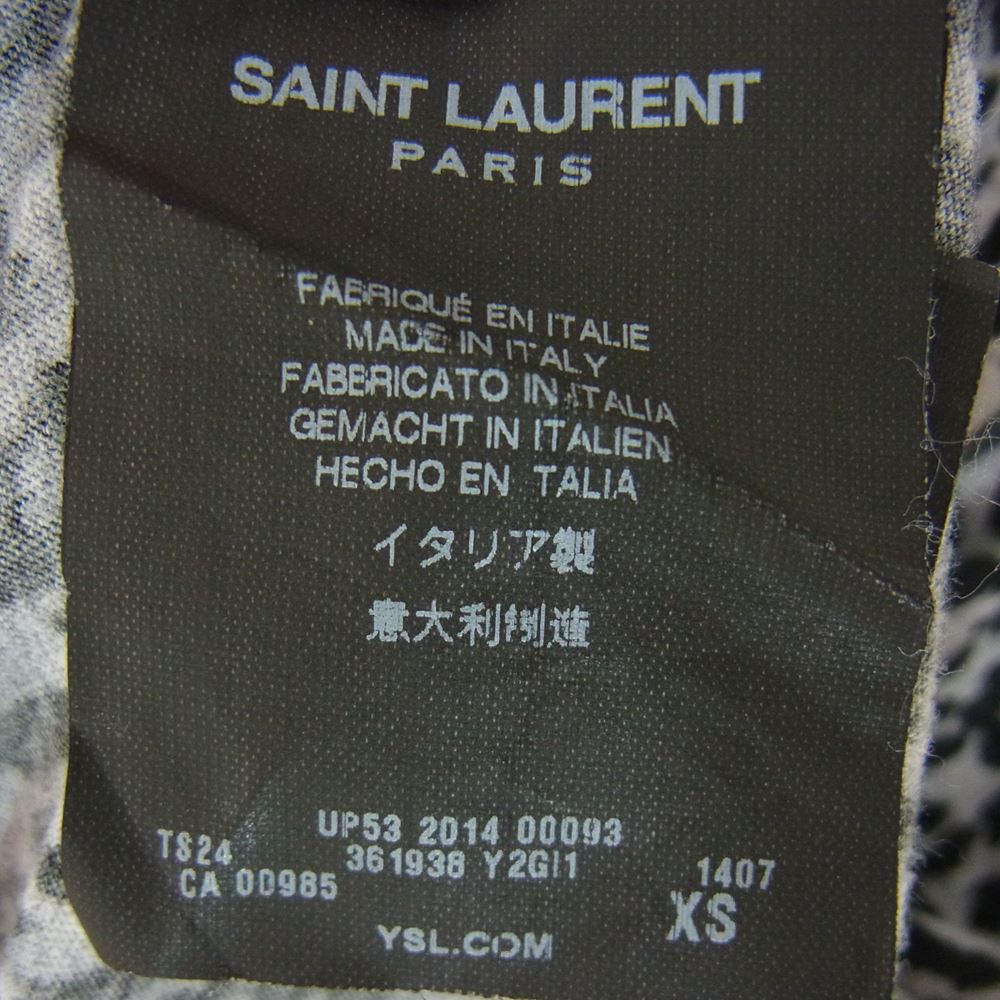 SAINT LAURENT
PARIS
FABRIQUÉ EN ITALIE
MADE IN ITALY
FABBRICATO IN ITALIA
GEMACHT IN ITALIEN
HECHO EN TALIA
イタリア製
意大利制造
UP53 2014 00093
TS24 361938 Y2GI1 1407
CA 00985 XS
YSL.COM